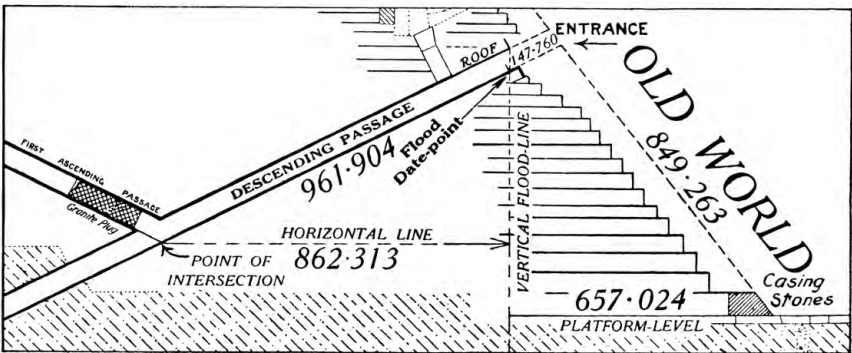 ENTRANCE
147·760
ROOF
OLD WORLD
849·263
DESCENDING PASSAGE
961·904
Flood
Date-point
FIRST ASCENDING PASSAGE
Granite Plug
VERTICAL FLOOD-LINE
HORIZONTAL LINE
862·313
POINT OF
INTERSECTION
657·024
PLATFORM-LEVEL
Casing
Stones